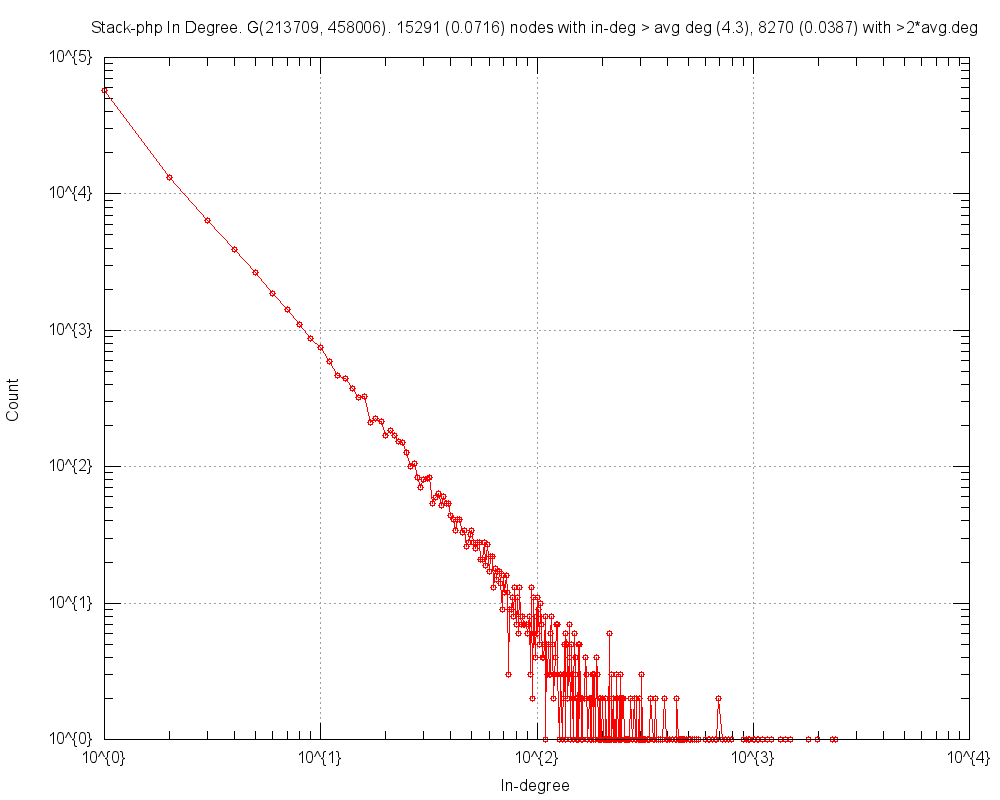 Stack-php In Degree. G(213709, 458006). 15291 (0.0716) nodes with in-deg > avg deg (4.3), 8270 (0.0387) with >2*avg.deg
10^{5}
10^{4}
10^{3}
10^{2}
10^{1}
10^{0}
Count
10^{0} 10^{1} 10^{2} 10^{3} 10^{4}
In-degree